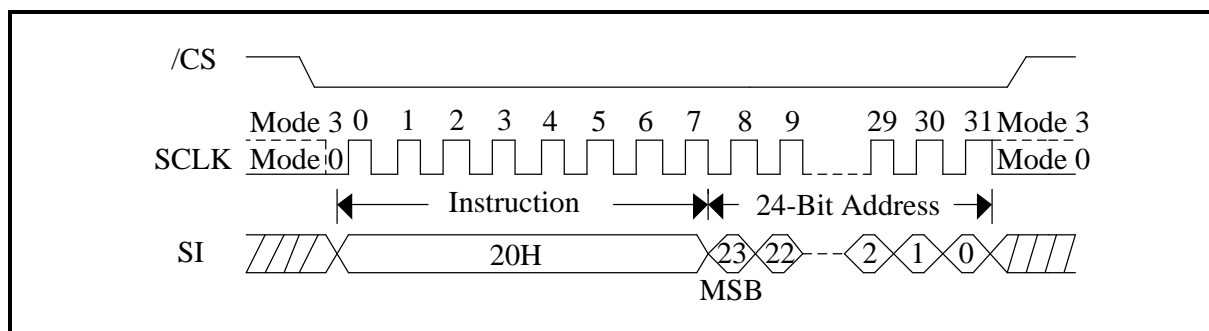 /CS
Mode 3 0 1 2 3 4 5 6 7 8 9 29 30 31 Mode 3
SCLK Mode 0 Mode 0
Instruction 24-Bit Address
SI 20H 23 22 2 1 0
MSB